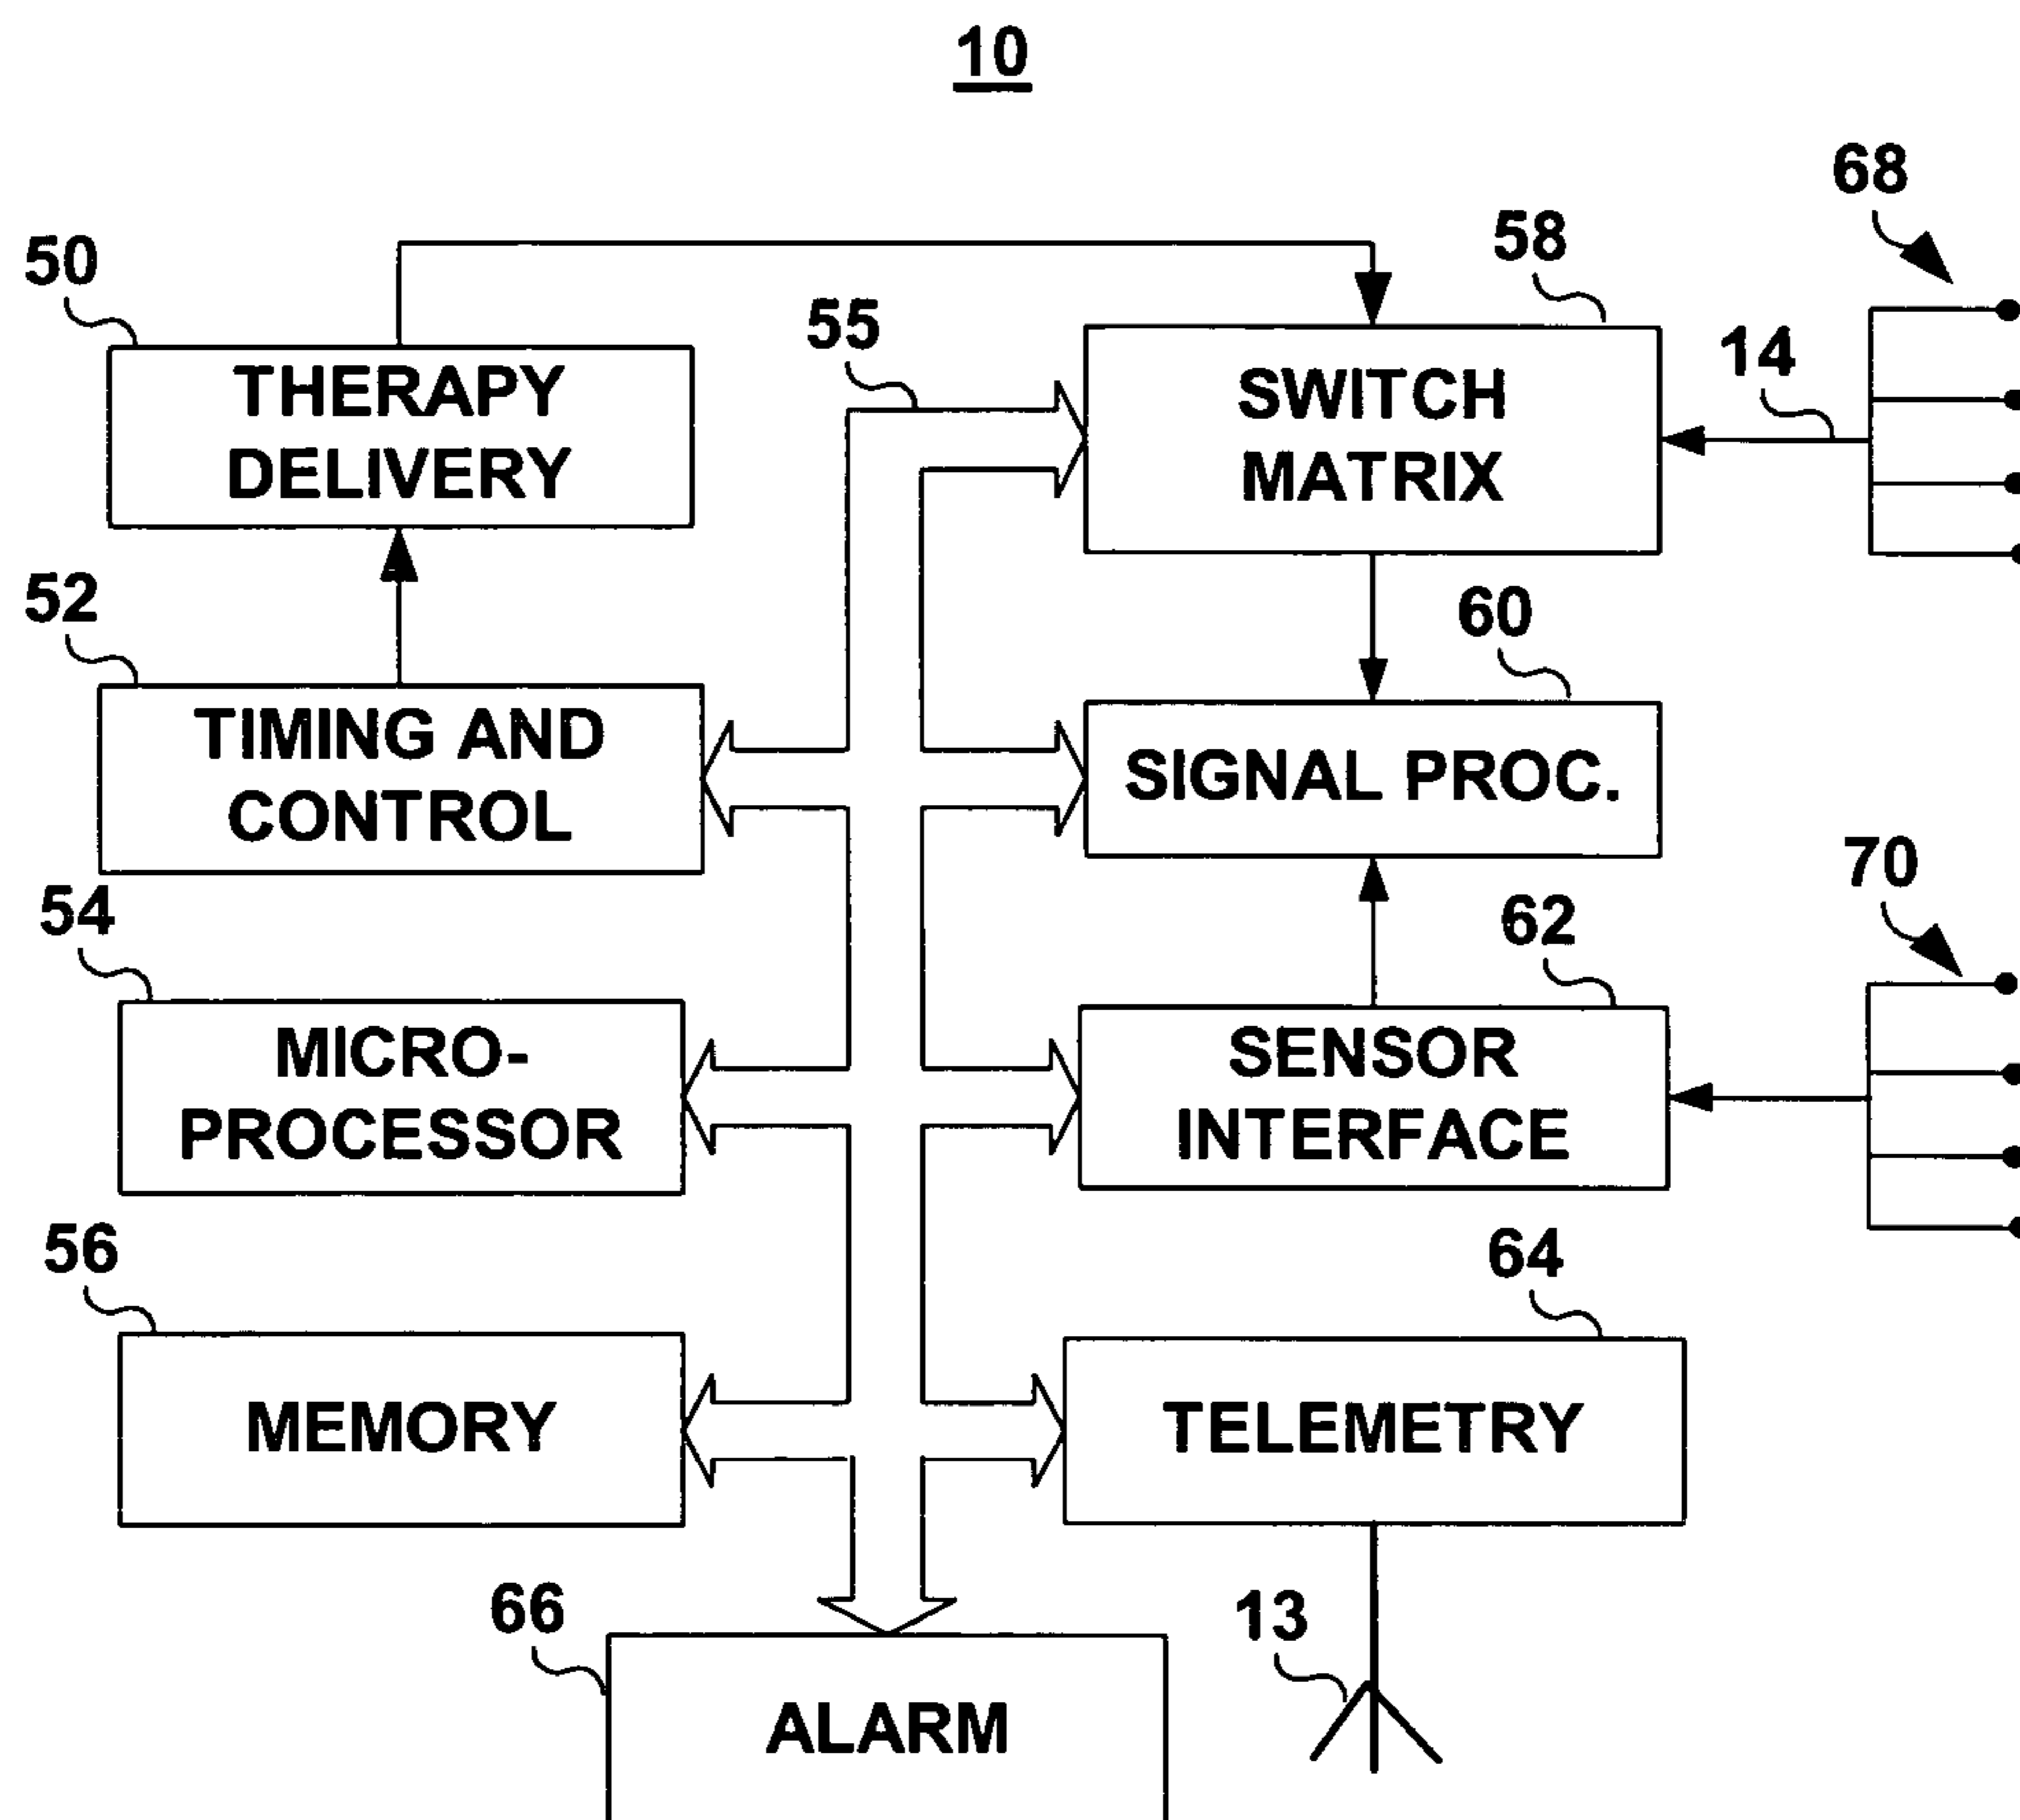 10
68
50
58
55
14
THERAPY
DELIVERY
SWITCH
MATRIX
52
60
TIMING AND
CONTROL
SIGNAL PROC.
70
54
62
MICRO-
PROCESSOR
SENSOR
INTERFACE
56
64
MEMORY
TELEMETRY
66
13
ALARM